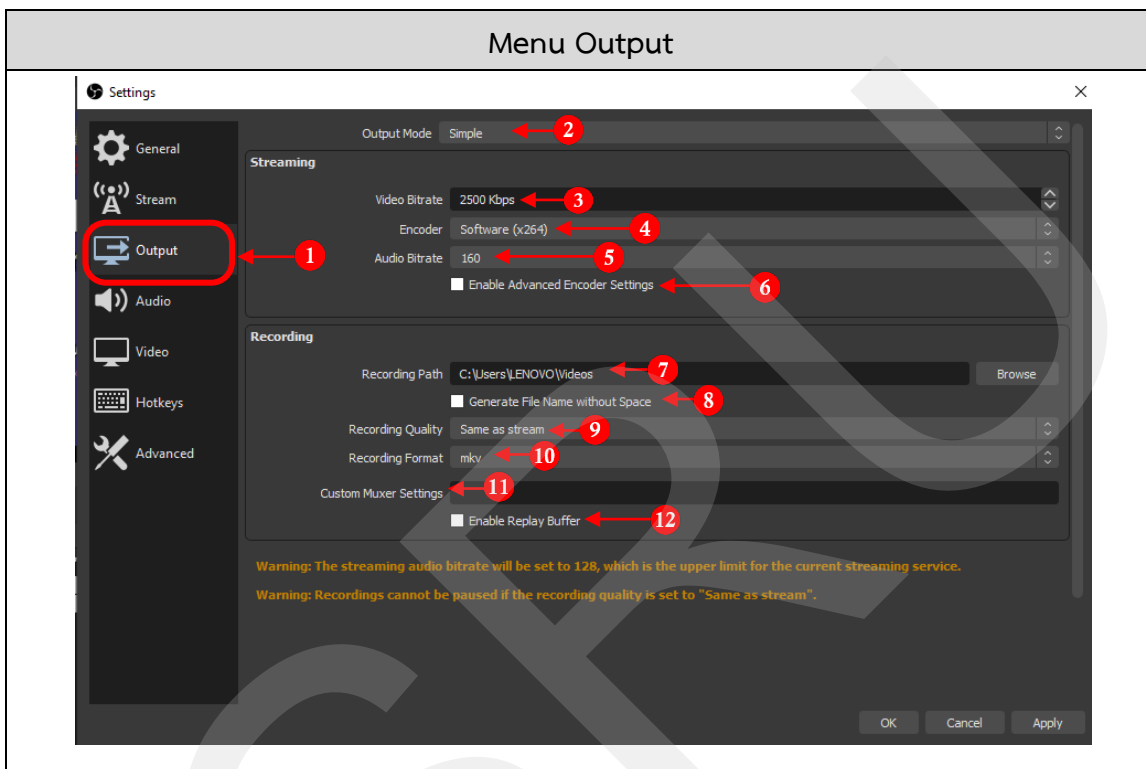 Menu Output
Settings
General
Stream
Output
Audio
Video
Hotkeys
Advanced
1
Output Mode Simple 2
Streaming
Video Bitrate 2500 Kbps 3
Encoder Software (x264) 4
Audio Bitrate 160 5
Enable Advanced Encoder Settings 6
Recording
Recording Path C:\Users\LENOVO\Videos 7 Browse
Generate File Name without Space 8
Recording Quality Same as stream 9
Recording Format mkv 10
Custom Muxer Settings 11
Enable Replay Buffer 12
Warning: The streaming audio bitrate will be set to 128, which is the upper limit for the current streaming service.
Warning: Recordings cannot be paused if the recording quality is set to "Same as stream".
OK Cancel Apply
CRU